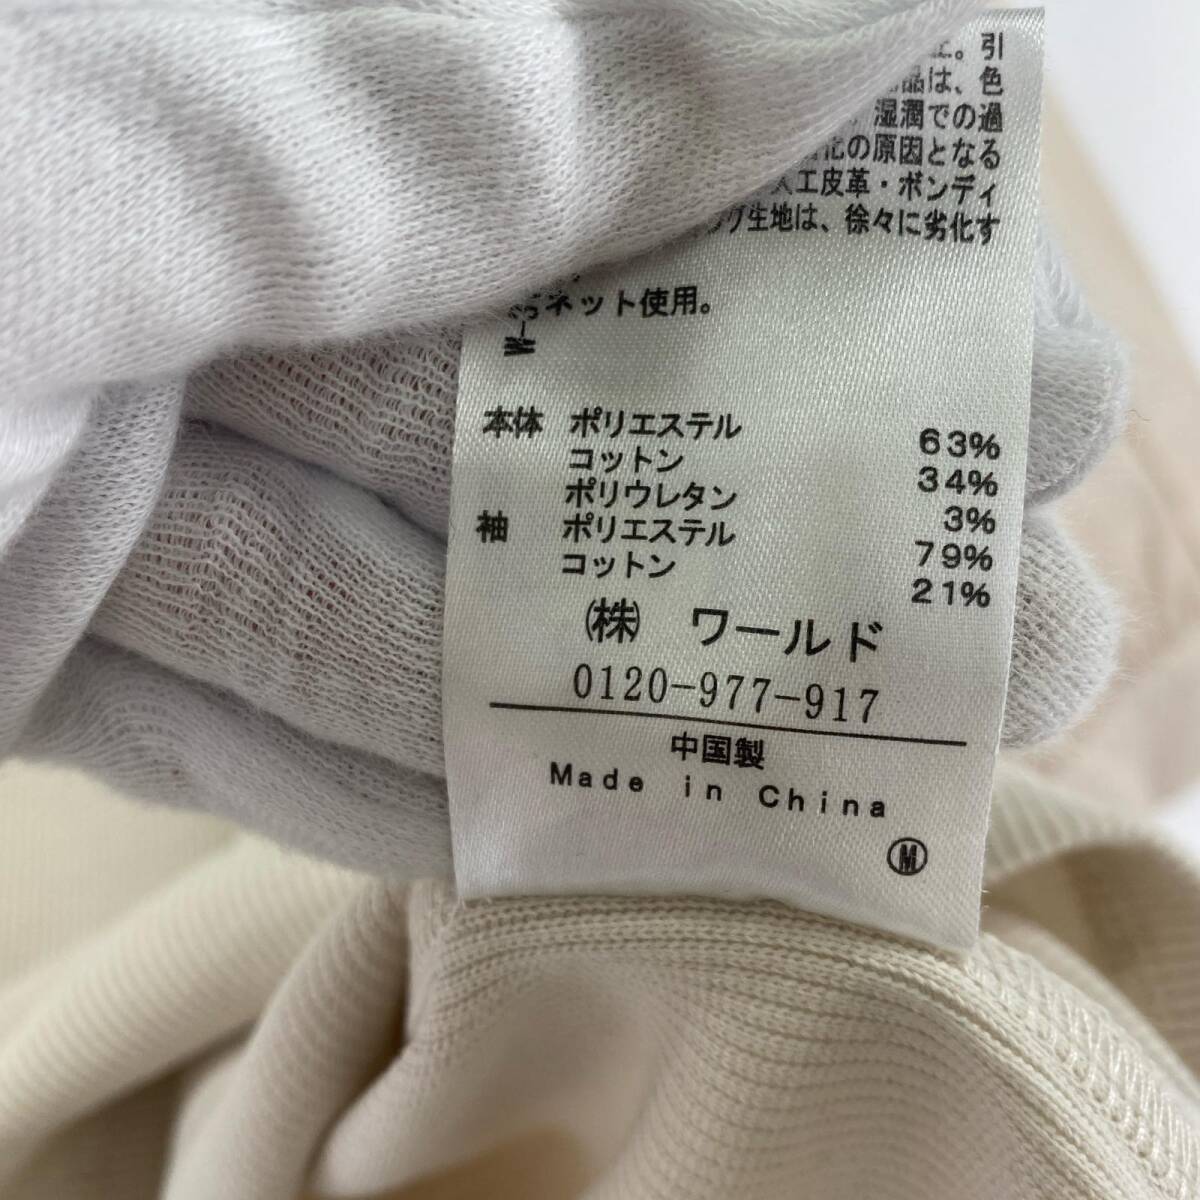 。引
品は、色
湿潤での過
化の原因となる
人工皮革・ボンディ
グ生地は、徐々に劣化す
ネット使用。
本体 ポリエステル 63%
コットン 34%
ポリウレタン 3%
袖 ポリエステル 79%
コットン 21%
㈱ ワールド
0120-977-917
中国製
Made in China
Ⓜ